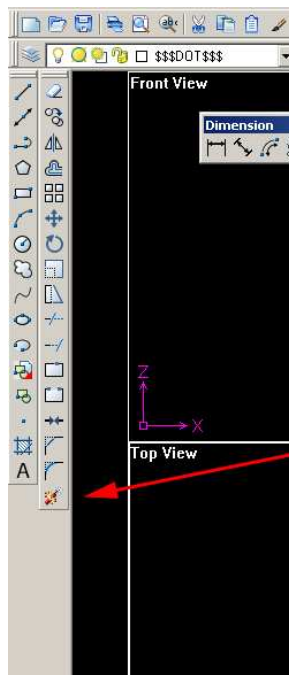 $$$DOT$$$
Front View
Dimension
Z
X
Top View
A